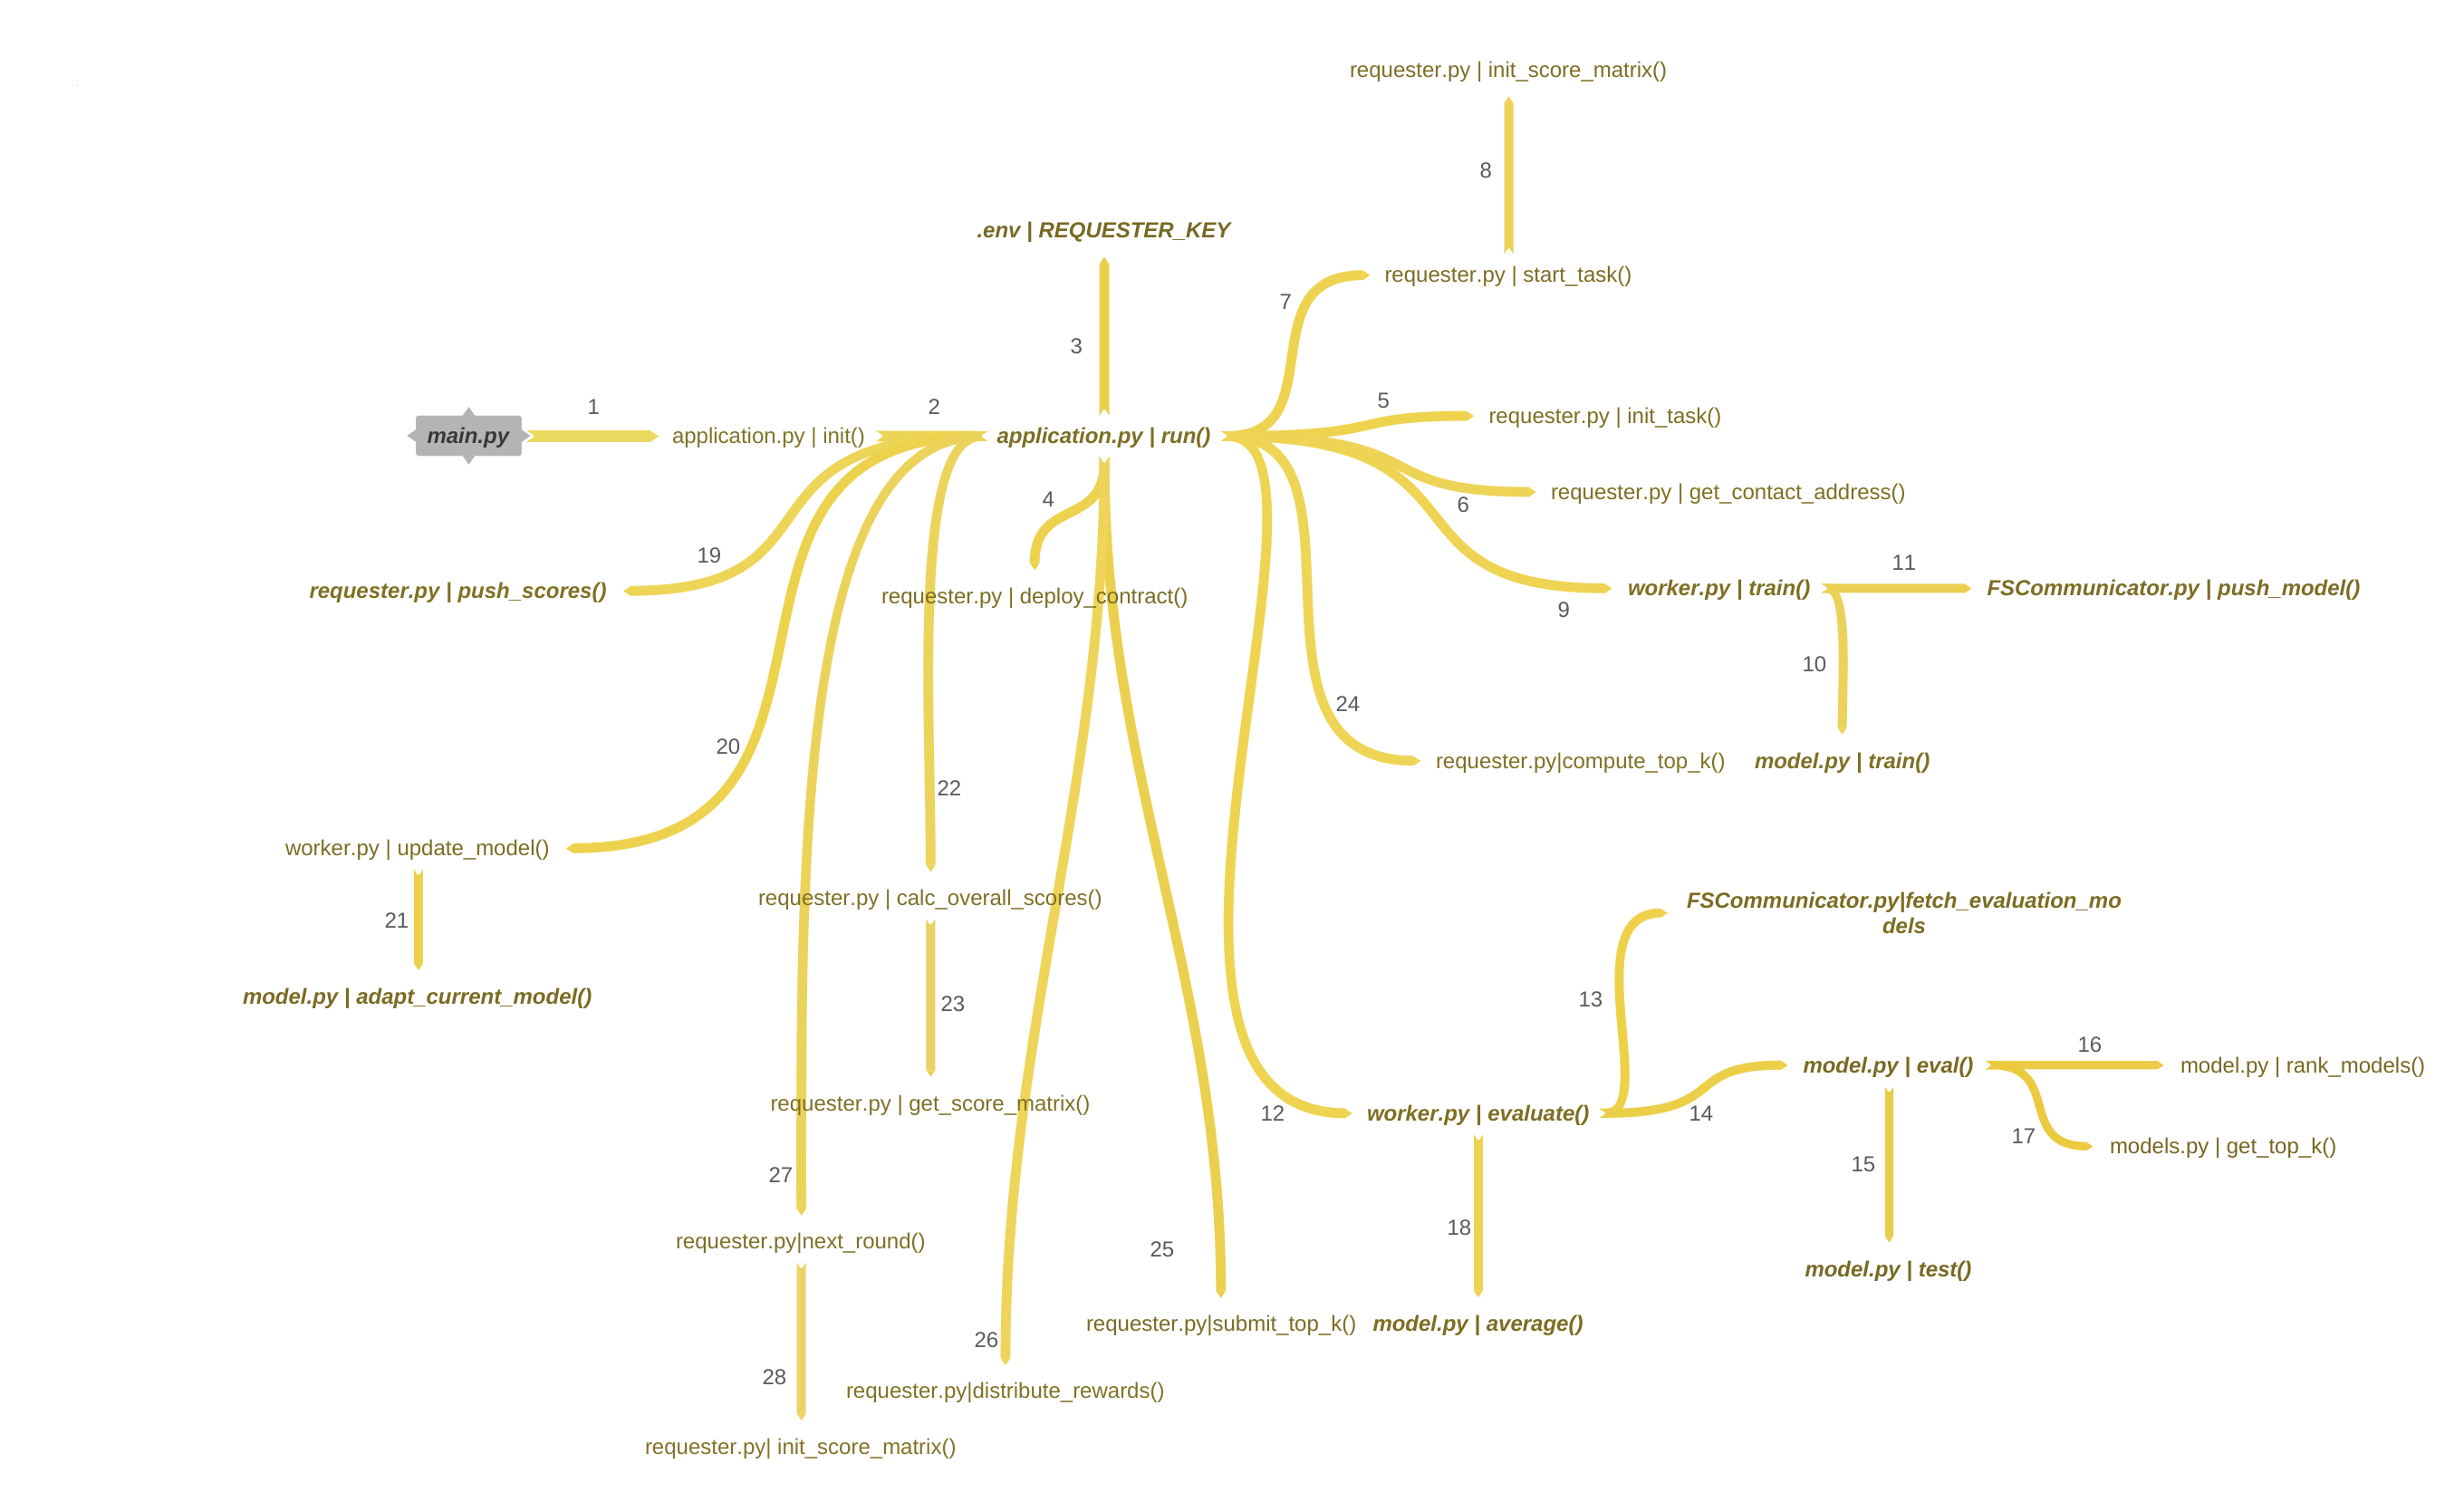 requester.py | init_score_matrix()
8
.env | REQUESTER_KEY
requester.py | start_task()
7
3
1
2
5
main.py
application.py | init()
application.py | run()
requester.py | init_task()
4
6
requester.py | get_contact_address()
19
requester.py | push_scores()
requester.py | deploy_contract()
9
worker.py | train()
11
FSCommunicator.py | push_model()
10
20
22
24
requester.py|compute_top_k()
model.py | train()
worker.py | update_model()
21
requester.py | calc_overall_scores()
FSCommunicator.py|fetch_evaluation_mo
dels
model.py | adapt_current_model()
23
13
requester.py | get_score_matrix()
12
worker.py | evaluate()
14
model.py | eval()
16
model.py | rank_models()
17
models.py | get_top_k()
15
27
18
requester.py|next_round()
25
model.py | test()
26
requester.py|submit_top_k()
model.py | average()
28
requester.py|distribute_rewards()
requester.py| init_score_matrix()